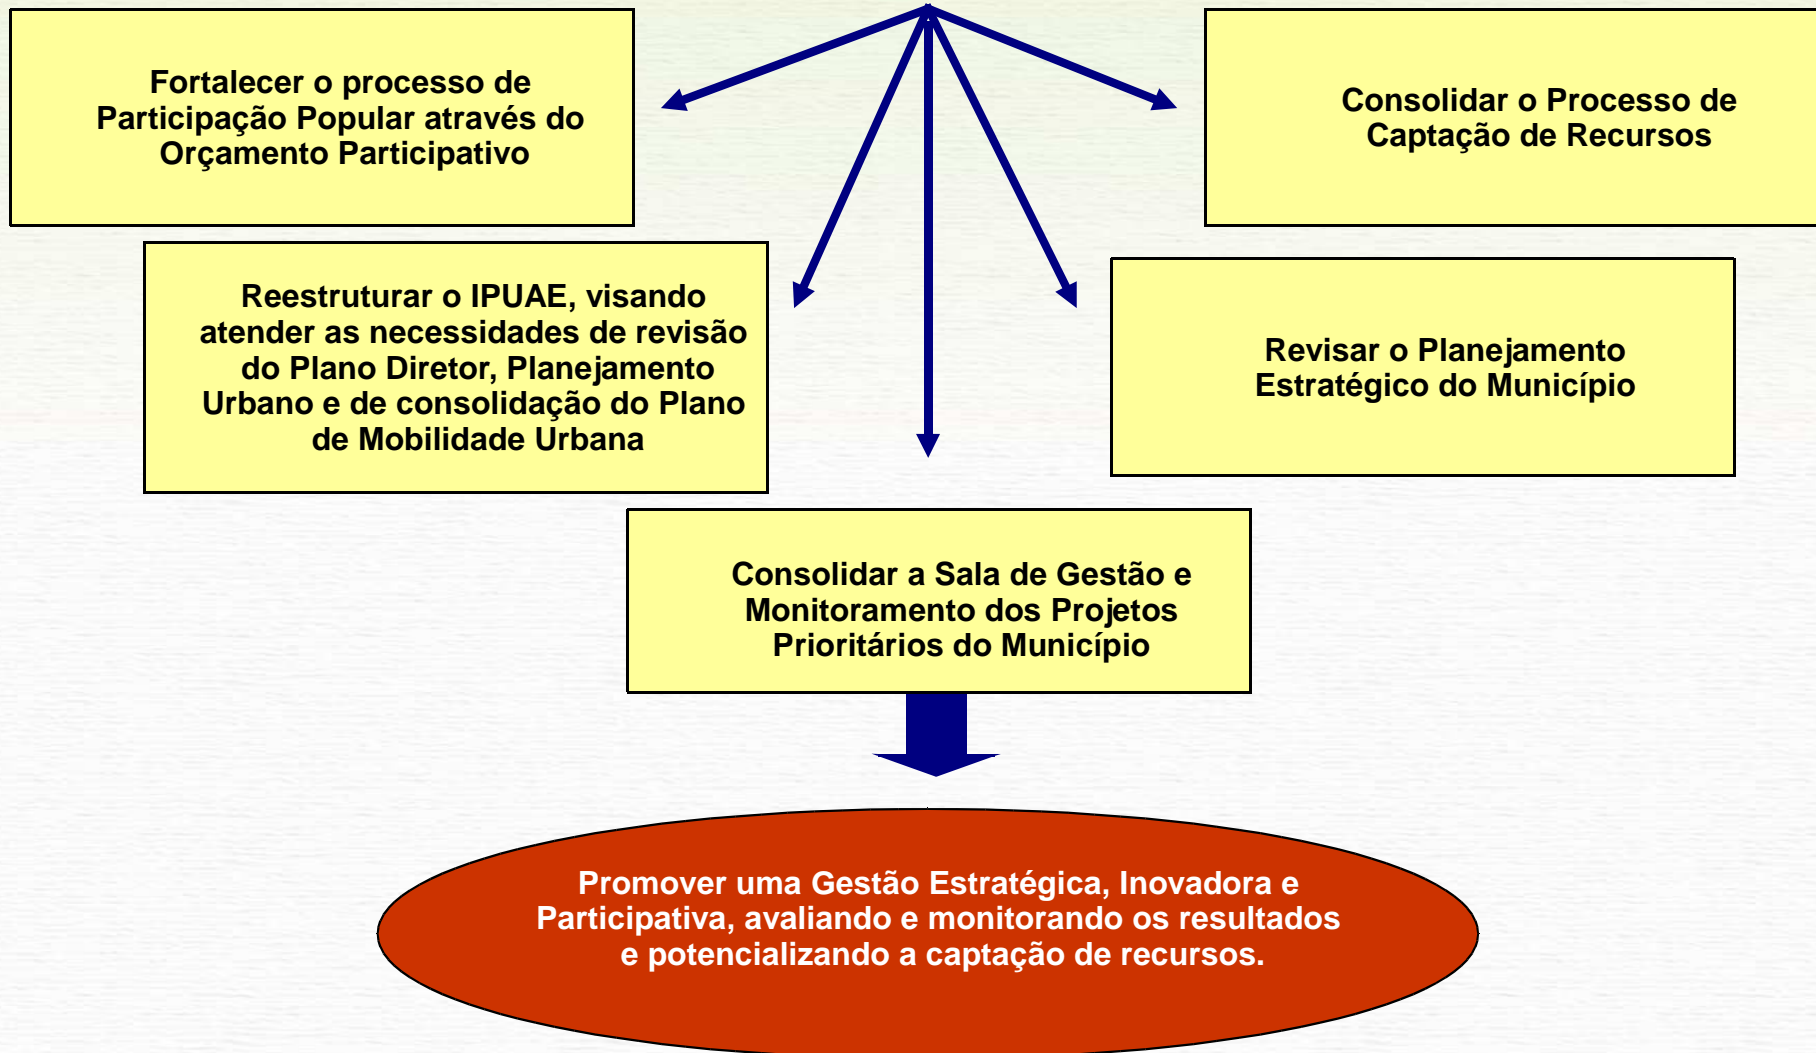 Fortalecer o processo de
Participação Popular através do
Orçamento Participativo
Consolidar o Processo de
Captação de Recursos
Reestruturar o IPUAE, visando
atender as necessidades de revisão
do Plano Diretor, Planejamento
Urbano e de consolidação do Plano
de Mobilidade Urbana
Revisar o Planejamento
Estratégico do Município
Consolidar a Sala de Gestão e
Monitoramento dos Projetos
Prioritários do Município
Promover uma Gestão Estratégica, Inovadora e
Participativa, avaliando e monitorando os resultados
e potencializando a captação de recursos.